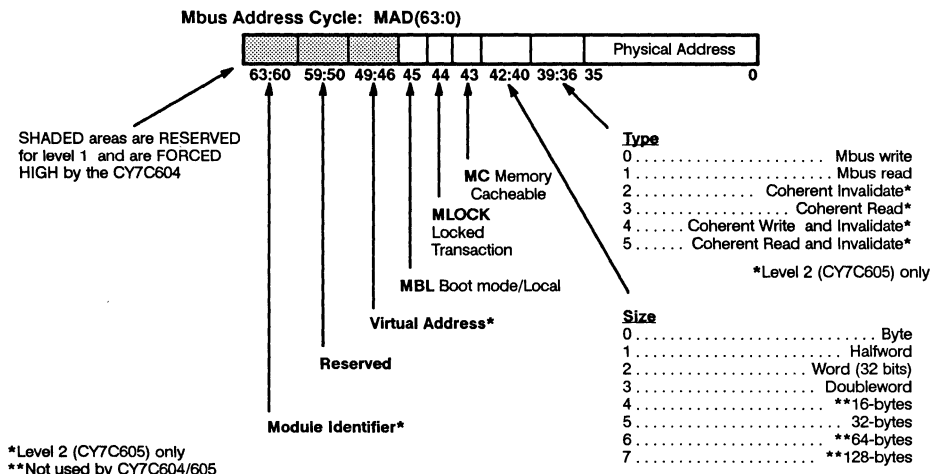 Mbus Address Cycle: MAD(63:0)
Physical Address
63:60 59:50 49:46 45 44 43 42:40 39:36 35 0
SHADED areas are RESERVED
for level 1 and are FORCED
HIGH by the CY7C604
MC Memory
Cacheable
MLOCK
Locked
Transaction
MBL Boot mode/Local
Virtual Address*
Reserved
Module Identifier*
Type
0 . . . . . . . . . . . . . . . . . . . . . . . Mbus write
1 . . . . . . . . . . . . . . . . . . . . . . . Mbus read
2 . . . . . . . . . . . . . . . Coherent Invalidate*
3 . . . . . . . . . . . . . . . . . . Coherent Read*
4 . . . . . . Coherent Write and Invalidate*
5 . . . . . . Coherent Read and Invalidate*
*Level 2 (CY7C605) only
Size
0 . . . . . . . . . . . . . . . . . . . . . . . . . . . . . Byte
1 . . . . . . . . . . . . . . . . . . . . . . . . . Halfword
2 . . . . . . . . . . . . . . . . . . . . Word (32 bits)
3 . . . . . . . . . . . . . . . . . . . . . . Doubleword
4 . . . . . . . . . . . . . . . . . . . . . . . **16-bytes
5 . . . . . . . . . . . . . . . . . . . . . . . . . 32-bytes
6 . . . . . . . . . . . . . . . . . . . . . . . **64-bytes
7 . . . . . . . . . . . . . . . . . . . . . . **128-bytes
*Level 2 (CY7C605) only
**Not used by CY7C604/605